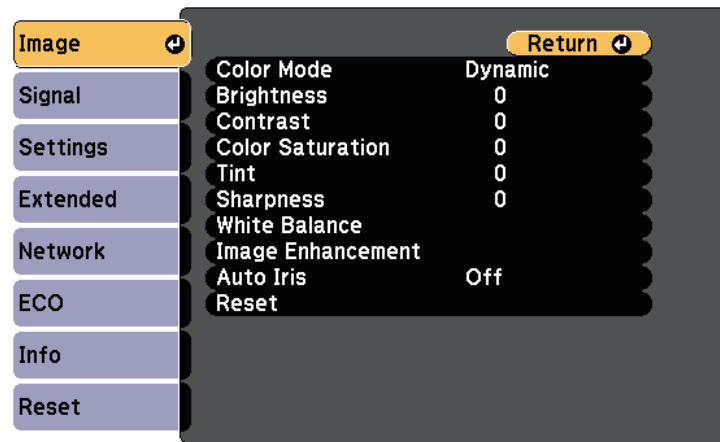 Image
Signal
Settings
Extended
Network
ECO
Info
Reset
Return
Color Mode Dynamic
Brightness 0
Contrast 0
Color Saturation 0
Tint 0
Sharpness 0
White Balance
Image Enhancement
Auto Iris Off
Reset